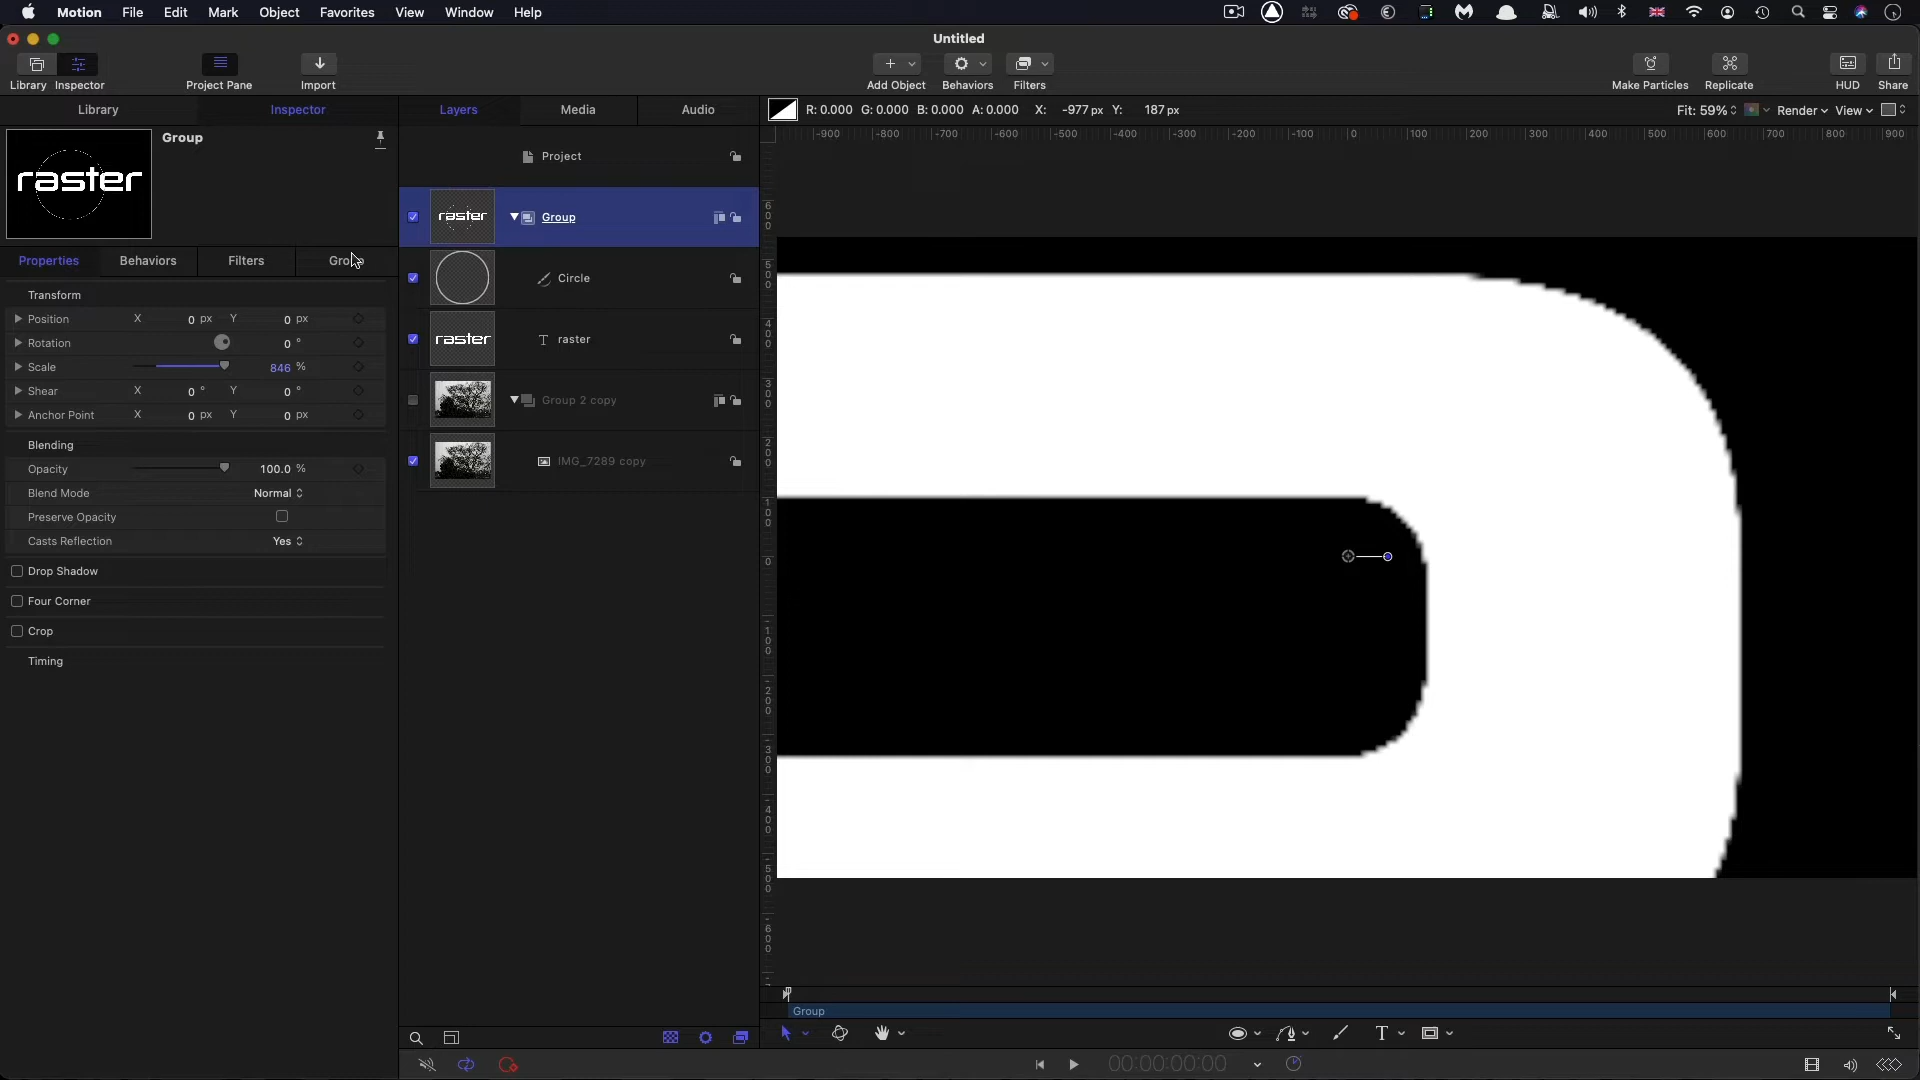 Motion File Edit Mark Object Favorites View Window Help
Untitled
Library Inspector Project Pane Import Add Object Behaviors Filters Make Particles Replicate HUD Share
Library Inspector Layers Media Audio R: 0.000 G: 0.000 B: 0.000 A: 0.000 X: -977 px Y: 187 px Fit: 59% Render View
-900 -800 -700 -600 -500 -400 -300 -200 -100 0 100 200 300 400 500 600 700 800 900
Group
raster
Project
raster Group
Properties Behaviors Filters Group
Circle
Transform
Position X 0 px Y 0 px
Rotation 0 °
raster raster
Scale 846 %
Shear X 0 ° Y 0 °
Group 2 copy
Anchor Point X 0 px Y 0 px
Blending
IMG_7289 copy
Opacity 100.0 %
Blend Mode Normal
Preserve Opacity
Casts Reflection Yes
Drop Shadow
Four Corner
Crop
Timing
600
500
400
300
200
100
0
-100
-200
-300
-400
-500
-600
Group
T
00:00:00:00